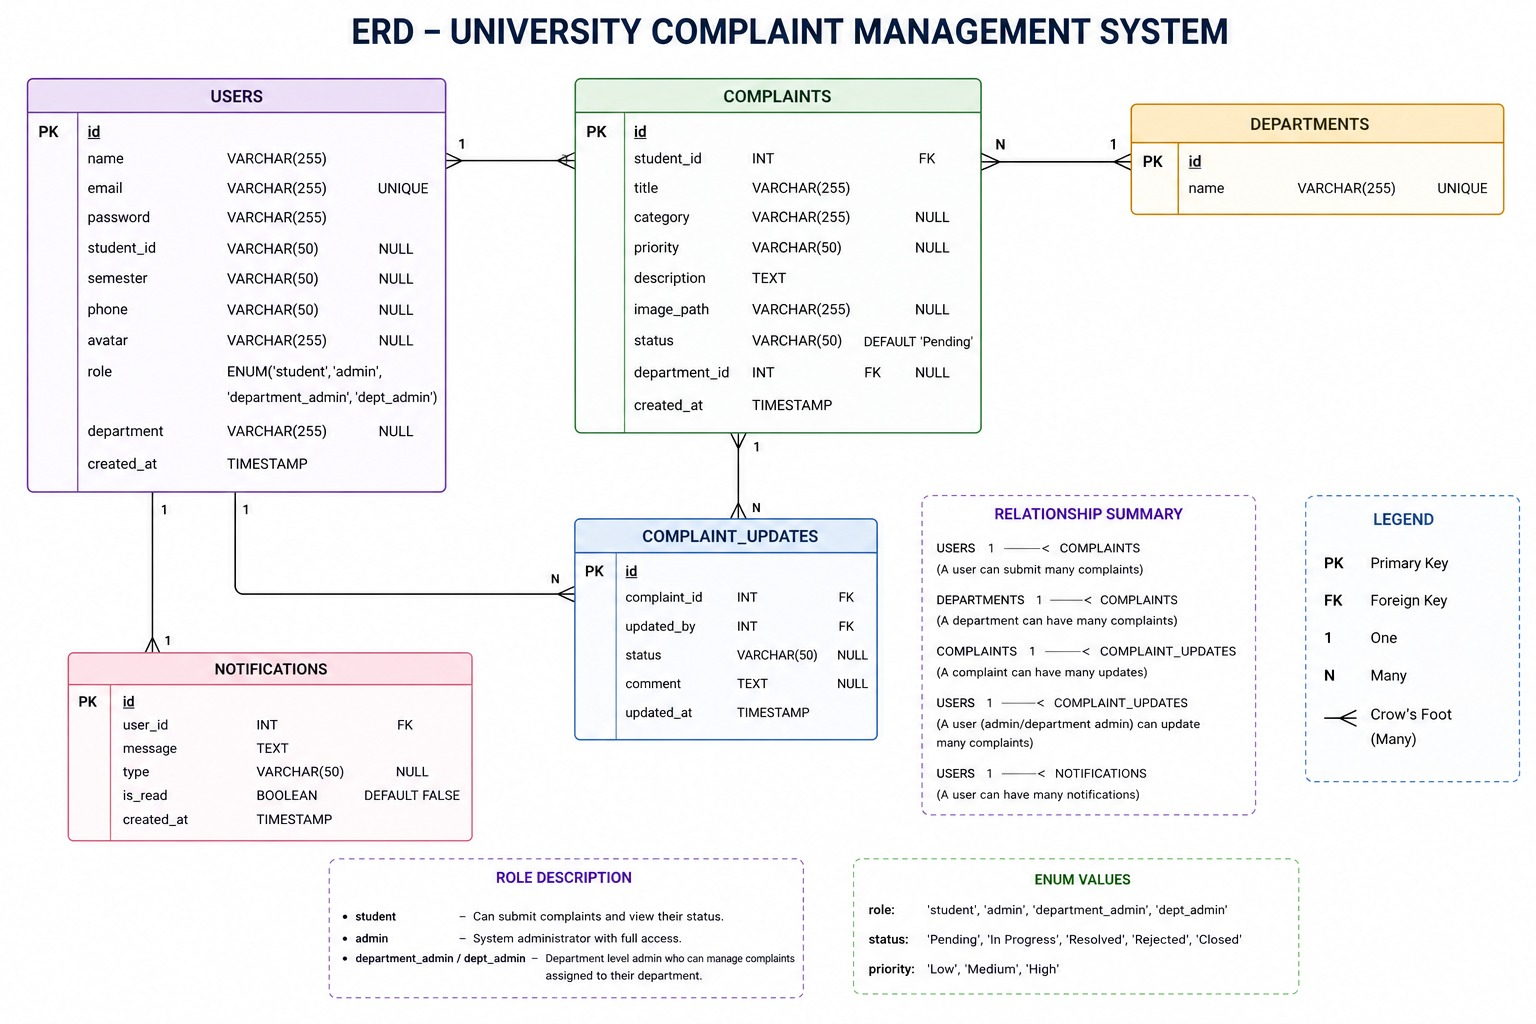 ERD – UNIVERSITY COMPLAINT MANAGEMENT SYSTEM
USERS
PK id
name VARCHAR(255)
email VARCHAR(255) UNIQUE
password VARCHAR(255)
student_id VARCHAR(50) NULL
semester VARCHAR(50) NULL
phone VARCHAR(50) NULL
avatar VARCHAR(255) NULL
role ENUM('student', 'admin',
'department_admin', 'dept_admin')
department VARCHAR(255) NULL
created_at TIMESTAMP
1
COMPLAINTS
PK id
student_id INT FK
title VARCHAR(255)
category VARCHAR(255) NULL
priority VARCHAR(50) NULL
description TEXT
image_path VARCHAR(255) NULL
status VARCHAR(50) DEFAULT 'Pending'
department_id INT FK NULL
created_at TIMESTAMP
N 1
DEPARTMENTS
PK id
name VARCHAR(255) UNIQUE
1
N
1 1
N
1
COMPLAINT_UPDATES
PK id
complaint_id INT FK
updated_by INT FK
status VARCHAR(50) NULL
comment TEXT NULL
updated_at TIMESTAMP
NOTIFICATIONS
PK id
user_id INT FK
message TEXT
type VARCHAR(50) NULL
is_read BOOLEAN DEFAULT FALSE
created_at TIMESTAMP
RELATIONSHIP SUMMARY
USERS 1 ——< COMPLAINTS
(A user can submit many complaints)
DEPARTMENTS 1 ——< COMPLAINTS
(A department can have many complaints)
COMPLAINTS 1 ——< COMPLAINT_UPDATES
(A complaint can have many updates)
USERS 1 ——< COMPLAINT_UPDATES
(A user (admin/department admin) can update
many complaints)
USERS 1 ——< NOTIFICATIONS
(A user can have many notifications)
LEGEND
PK Primary Key
FK Foreign Key
1 One
N Many
Crow's Foot
(Many)
ROLE DESCRIPTION
• student – Can submit complaints and view their status.
• admin – System administrator with full access.
• department_admin / dept_admin – Department level admin who can manage complaints
assigned to their department.
ENUM VALUES
role: 'student', 'admin', 'department_admin', 'dept_admin'
status: 'Pending', 'In Progress', 'Resolved', 'Rejected', 'Closed'
priority: 'Low', 'Medium', 'High'